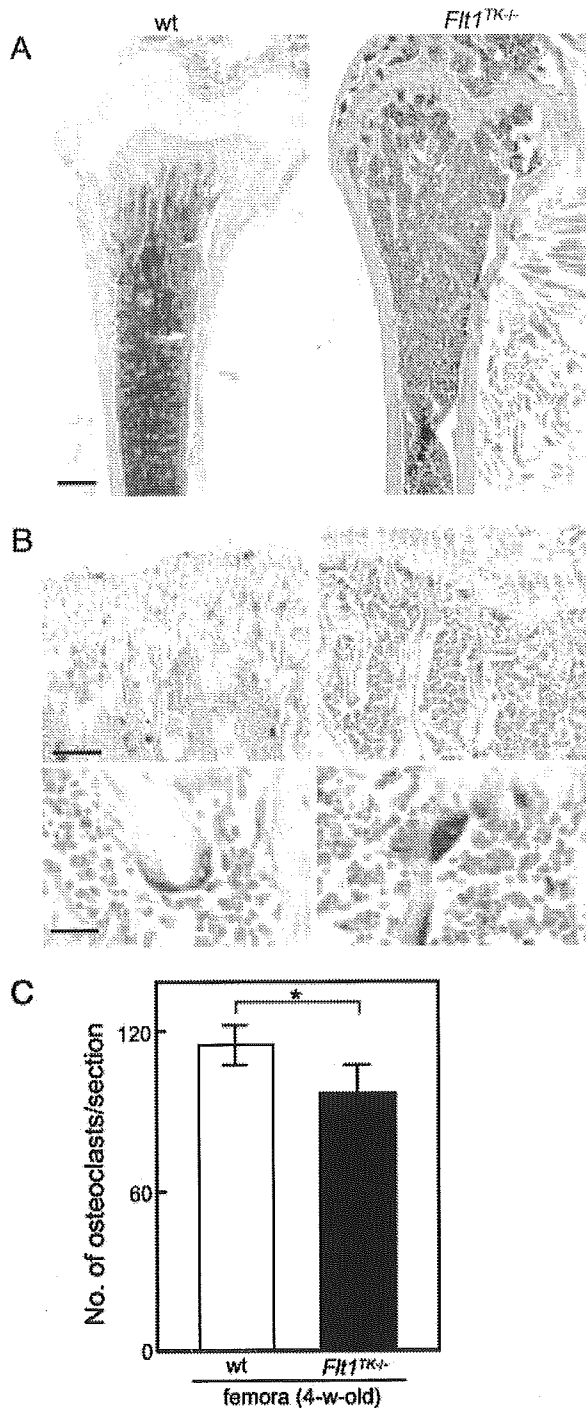 wt Flt1TK-/-
A
B
C
*
No. of osteoclasts/section
120
60
0
wt Flt1TK-/-
femora (4-w-old)